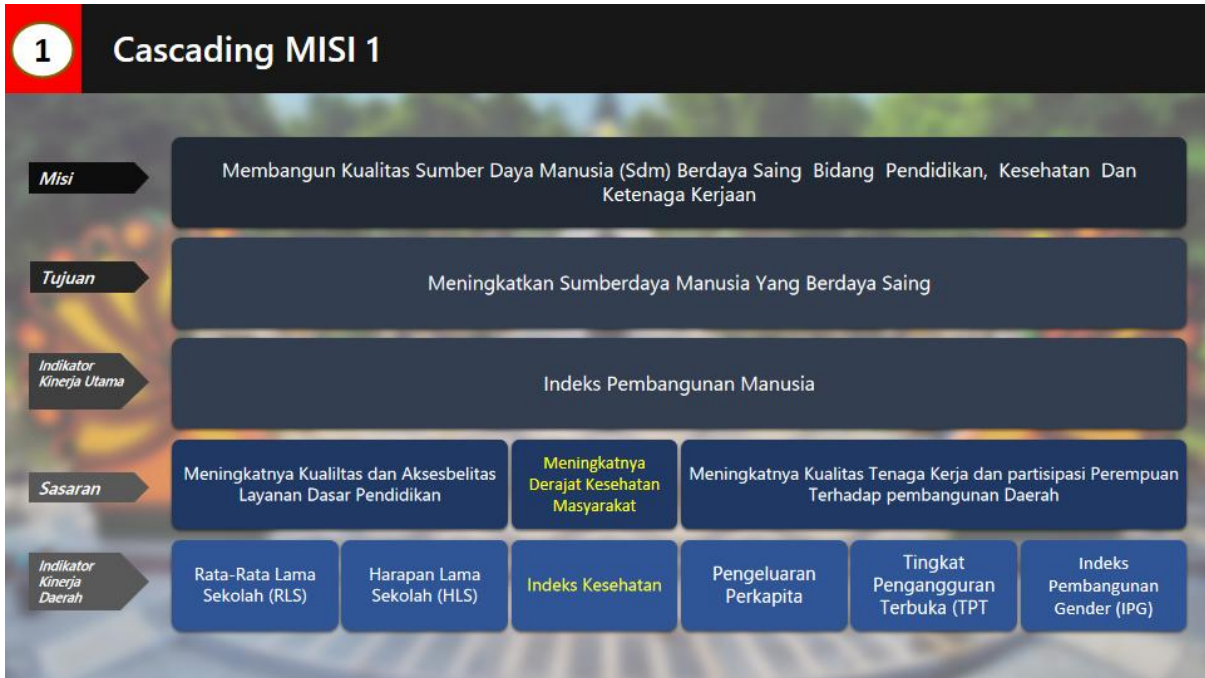 1
Cascading MISI 1
Misi
Membangun Kualitas Sumber Daya Manusia (Sdm) Berdaya Saing Bidang Pendidikan, Kesehatan Dan
Ketenaga Kerjaan
Tujuan
Meningkatkan Sumberdaya Manusia Yang Berdaya Saing
Indikator
Kinerja Utama
Indeks Pembangunan Manusia
Sasaran
Meningkatnya Kualiltas dan Aksesbelitas
Layanan Dasar Pendidikan
Meningkatnya
Derajat Kesehatan
Masyarakat
Meningkatnya Kualitas Tenaga Kerja dan partisipasi Perempuan
Terhadap pembangunan Daerah
Indikator
Kinerja
Daerah
Rata-Rata Lama
Sekolah (RLS)
Harapan Lama
Sekolah (HLS)
Indeks Kesehatan
Pengeluaran
Perkapita
Tingkat
Pengangguran
Terbuka (TPT
Indeks
Pembangunan
Gender (IPG)